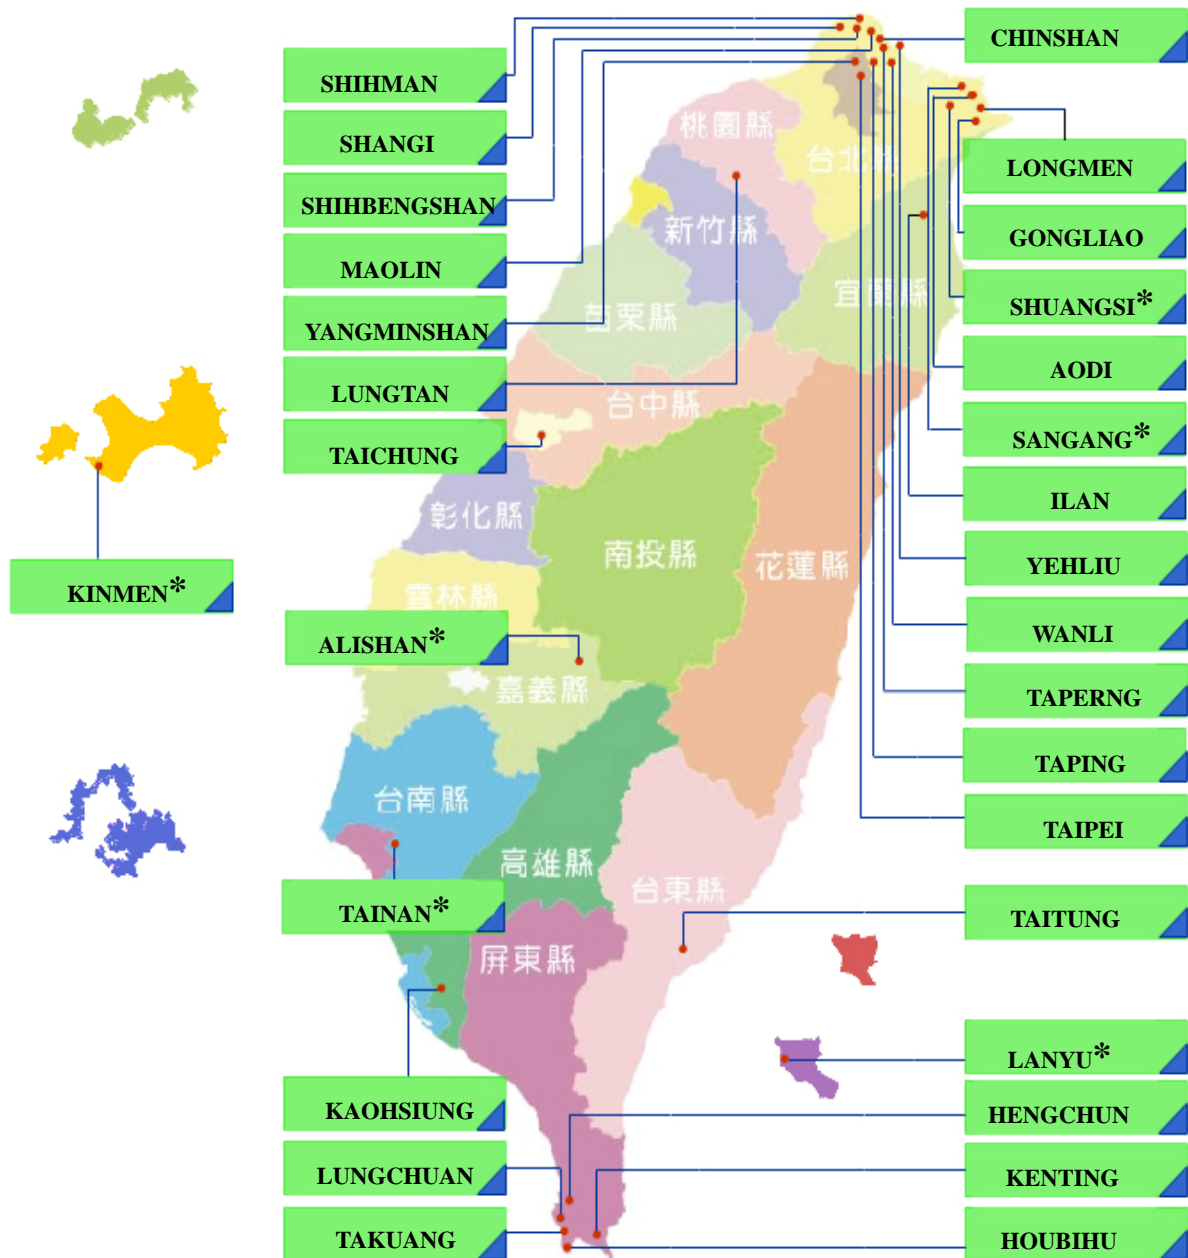 SHIHMAN
SHANGI
SHIHBENGSHAN
MAOLIN
YANGMINSHAN
LUNGTAN
TAICHUNG
KINMEN*
ALISHAN*
TAINAN*
KAOHSIUNG
LUNGCHUAN
TAKUANG
桃園縣
台北縣
新竹縣
宜蘭縣
苗栗縣
台中縣
彰化縣
南投縣
花蓮縣
雲林縣
嘉義縣
台南縣
高雄縣
台東縣
屏東縣
CHINSHAN
LONGMEN
GONGLIAO
SHUANGSI*
AODI
SANGANG*
ILAN
YEHLIU
WANLI
TAPERNG
TAPING
TAIPEI
TAITUNG
LANYU*
HENGCHUN
KENTING
HOUBIHU